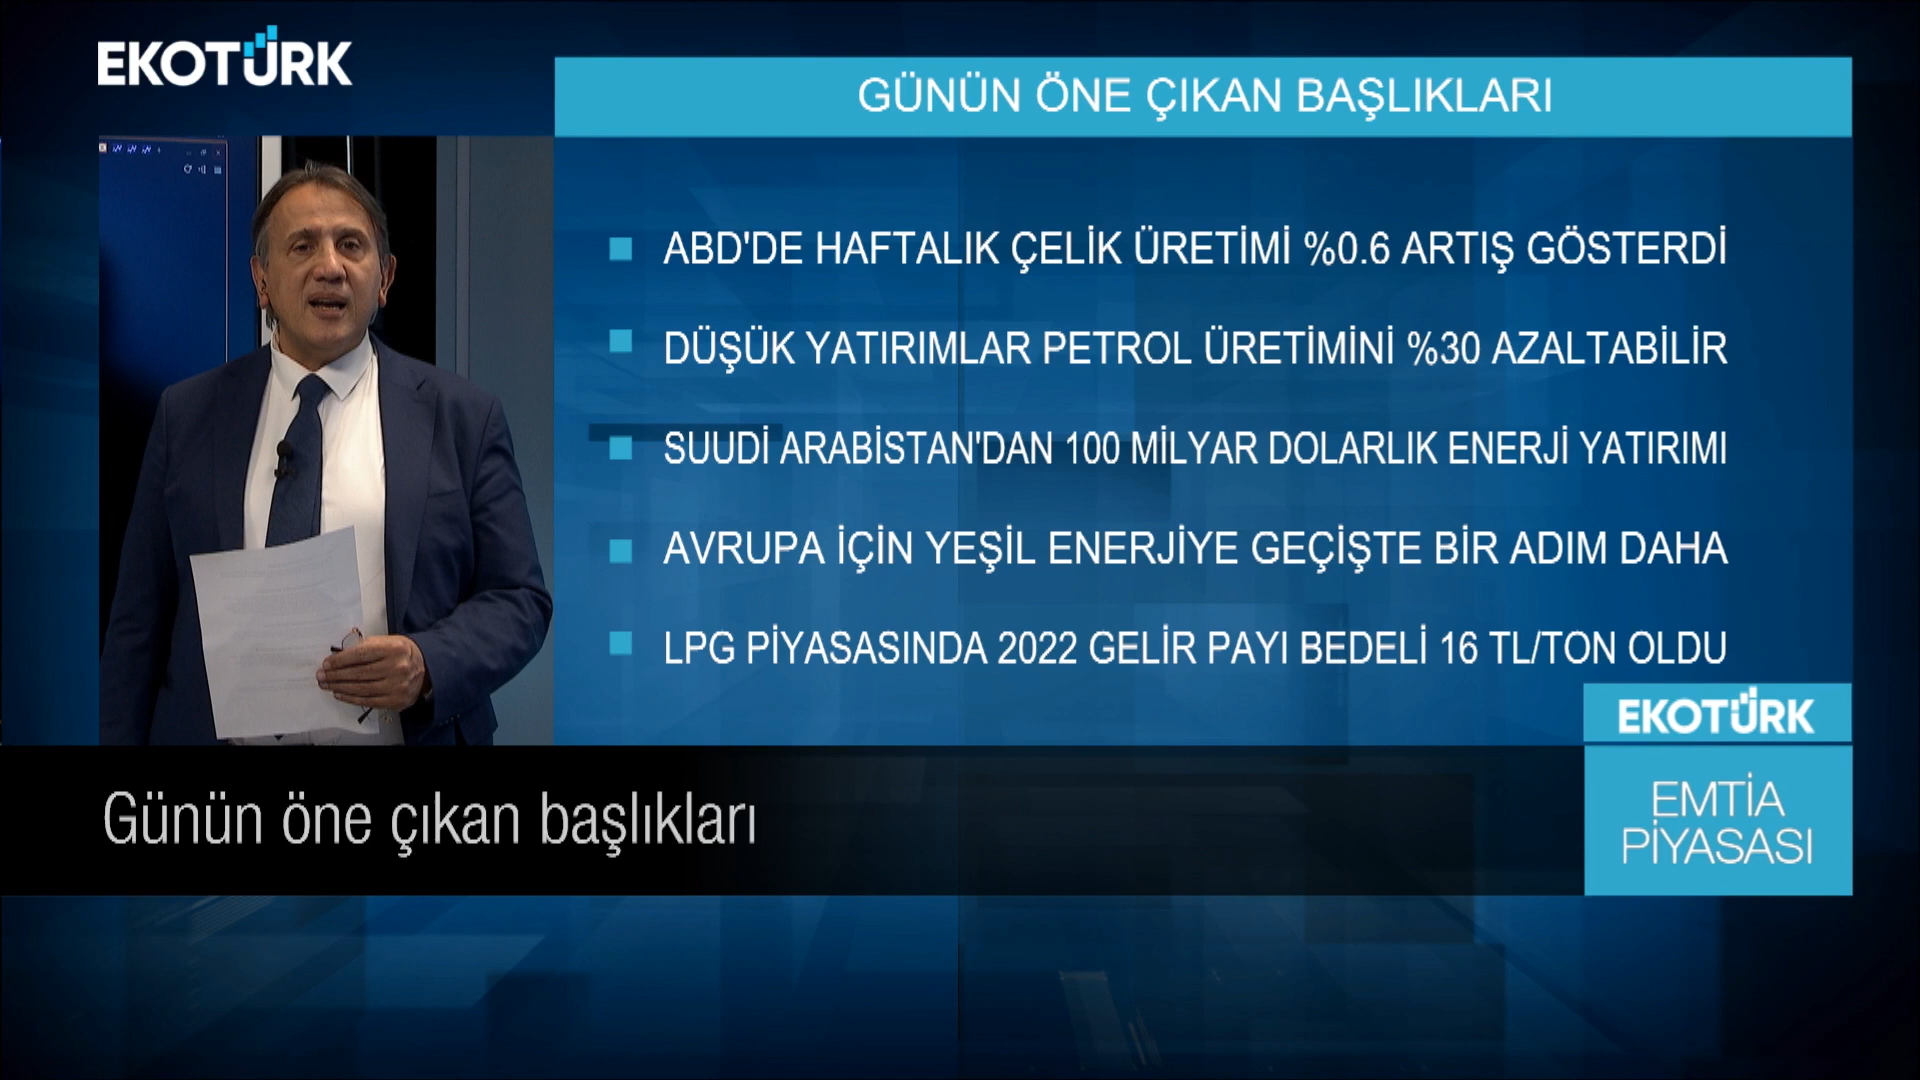 EKOTÜRK
GÜNÜN ÖNE ÇIKAN BAŞLIKLARI
ABD'DE HAFTALIK ÇELİK ÜRETİMİ %0.6 ARTIŞ GÖSTERDİ
DÜŞÜK YATIRIMLAR PETROL ÜRETİMİNİ %30 AZALTABİLİR
SUUDİ ARABİSTAN'DAN 100 MİLYAR DOLARLIK ENERJİ YATIRIMI
AVRUPA İÇİN YEŞİL ENERJİYE GEÇİŞTE BİR ADIM DAHA
LPG PİYASASINDA 2022 GELİR PAYI BEDELİ 16 TL/TON OLDU
EKOTÜRK
EMTİA
PİYASASI
Günün öne çıkan başlıkları